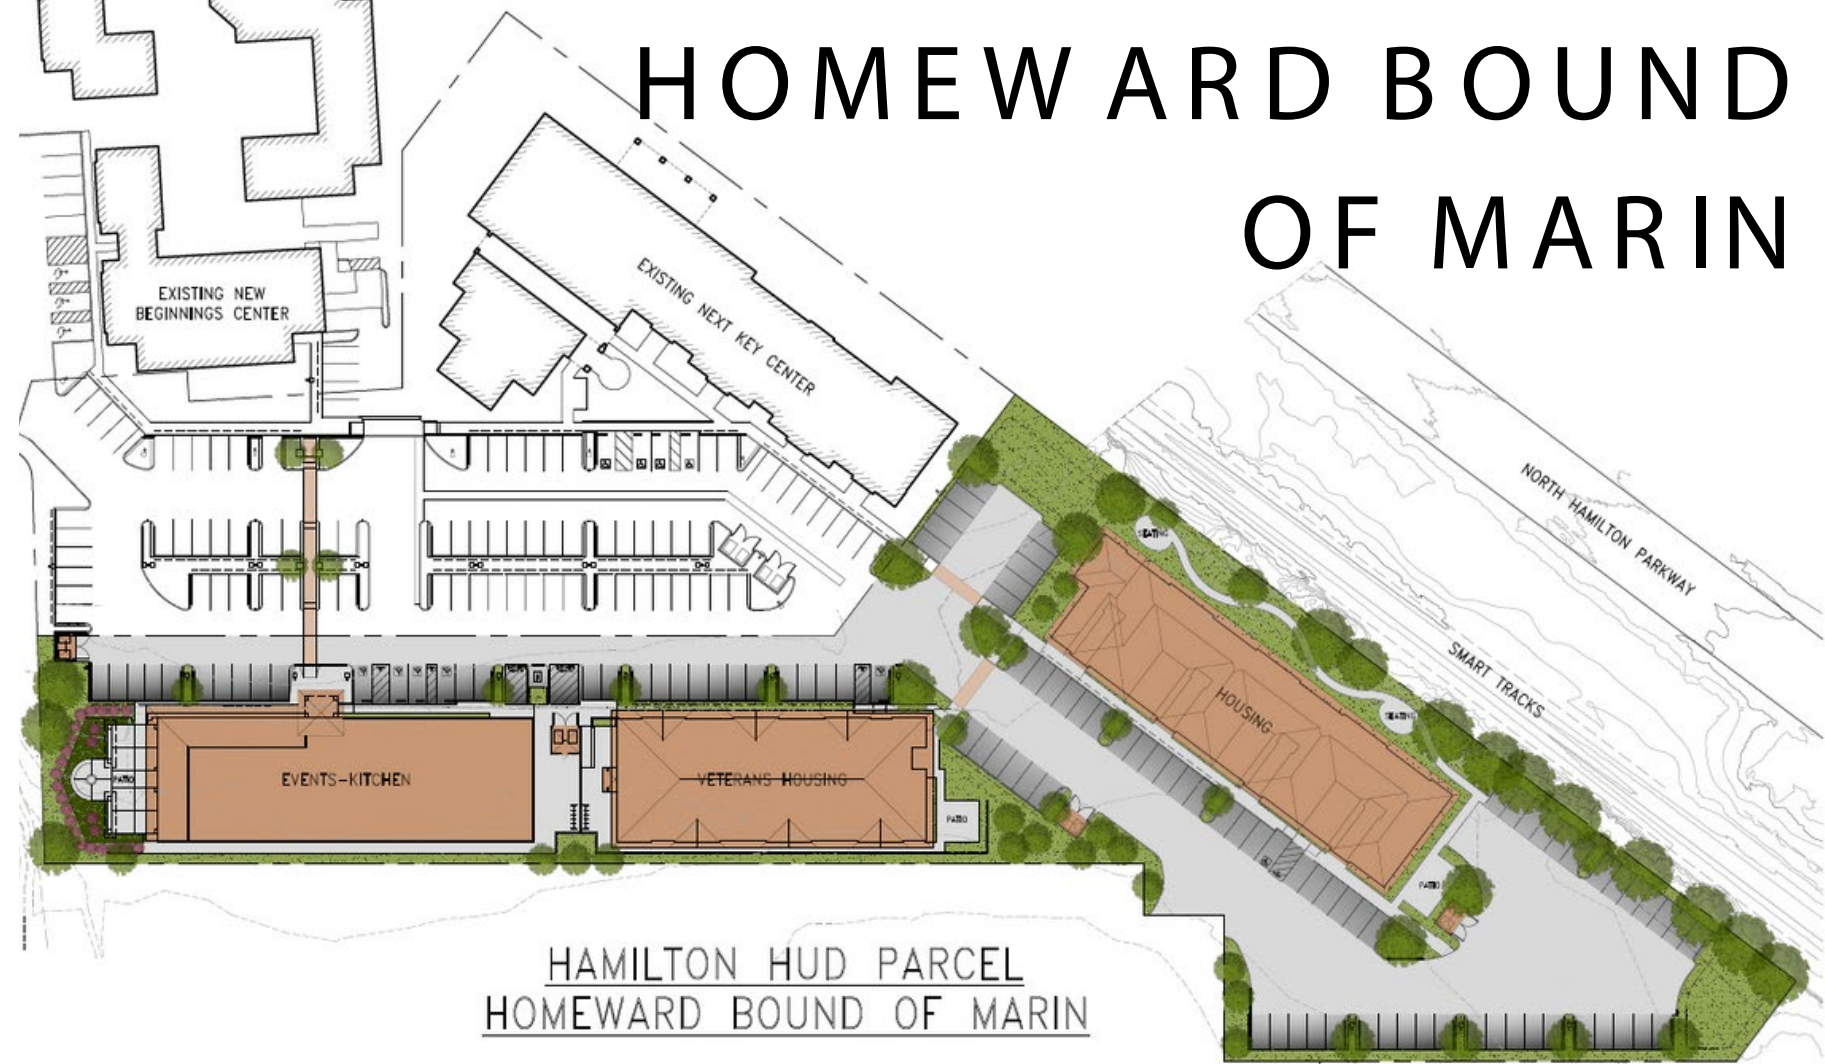 HOMEWARD BOUND
OF MARIN
EXISTING NEW
BEGINNINGS CENTER
EXISTING NEXT KEY CENTER
NORTH HAMILTON PARKWAY
SMART TRACKS
SEATING
SEATING
HOUSING
EVENTS-KITCHEN
VETERANS HOUSING
PATIO
PATIO
PATIO
HAMILTON HUD PARCEL
HOMEWARD BOUND OF MARIN